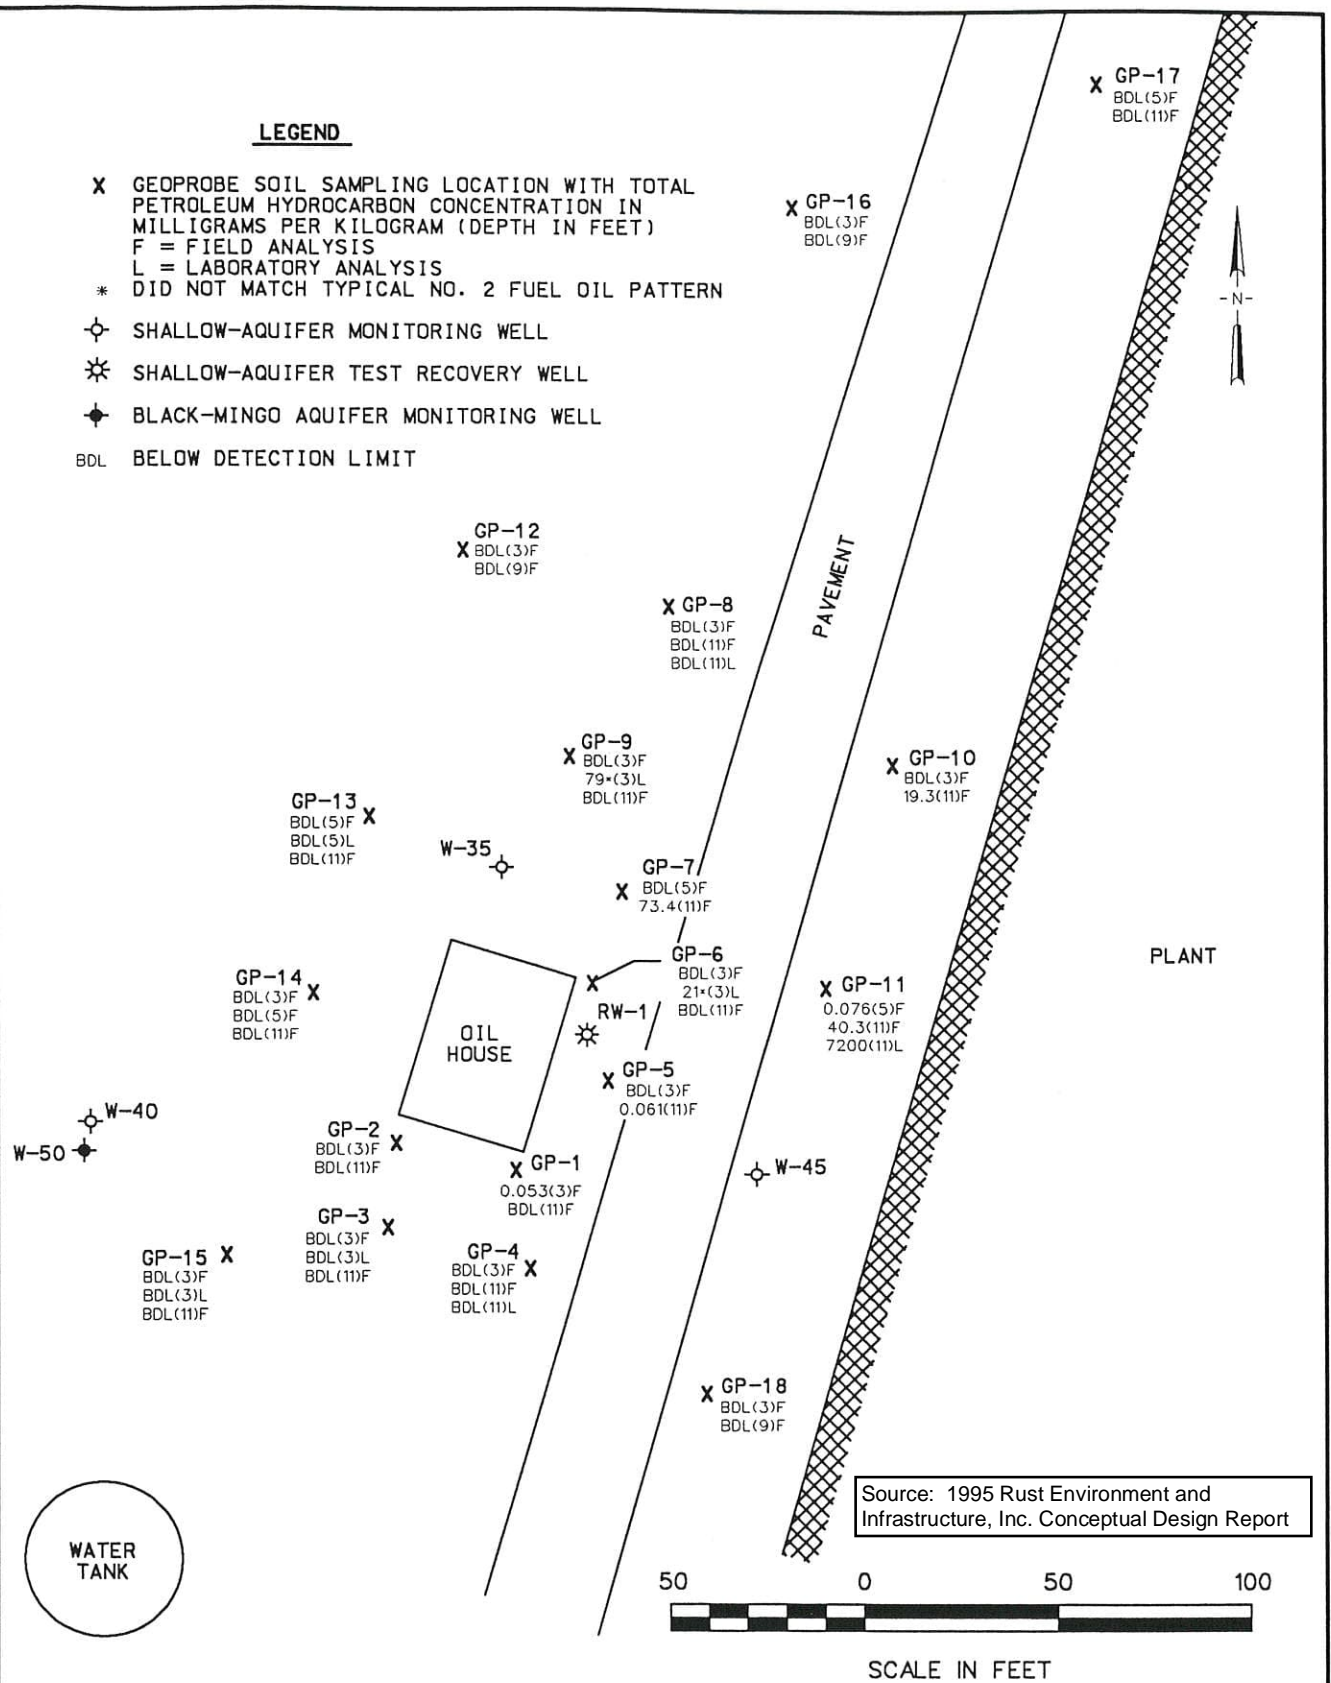 LEGEND
X GEOPROBE SOIL SAMPLING LOCATION WITH TOTAL
PETROLEUM HYDROCARBON CONCENTRATION IN
MILLIGRAMS PER KILOGRAM (DEPTH IN FEET)
F = FIELD ANALYSIS
L = LABORATORY ANALYSIS
* DID NOT MATCH TYPICAL NO. 2 FUEL OIL PATTERN
SHALLOW-AQUIFER MONITORING WELL
SHALLOW-AQUIFER TEST RECOVERY WELL
BLACK-MINGO AQUIFER MONITORING WELL
BDL BELOW DETECTION LIMIT
X GP-17
BDL(5)F
BDL(11)F
X GP-16
BDL(3)F
BDL(9)F
-N-
GP-12
X BDL(3)F
BDL(9)F
X GP-8
BDL(3)F
BDL(11)F
BDL(11)L
PAVEMENT
GP-9
X BDL(3)F
79*(3)L
BDL(11)F
X GP-10
BDL(3)F
19.3(11)F
GP-13
BDL(5)F X
BDL(5)L
BDL(11)F
W-35
GP-7
X BDL(5)F
73.4(11)F
GP-6
X BDL(3)F
21*(3)L
BDL(11)F
PLANT
GP-14
BDL(3)F X
BDL(5)F
BDL(11)F
X GP-11
0.076(5)F
40.3(11)F
7200(11)L
RW-1
OIL
HOUSE
X GP-5
BDL(3)F
0.061(11)F
W-40
W-50
GP-2
BDL(3)F X
BDL(11)F
X GP-1
0.053(3)F
BDL(11)F
W-45
GP-3
BDL(3)F X
BDL(3)L
BDL(11)F
GP-15 X
BDL(3)F
BDL(3)L
BDL(11)F
GP-4
BDL(3)F X
BDL(11)F
BDL(11)L
X GP-18
BDL(3)F
BDL(9)F
Source: 1995 Rust Environment and
Infrastructure, Inc. Conceptual Design Report
WATER
TANK
50 0 50 100
SCALE IN FEET